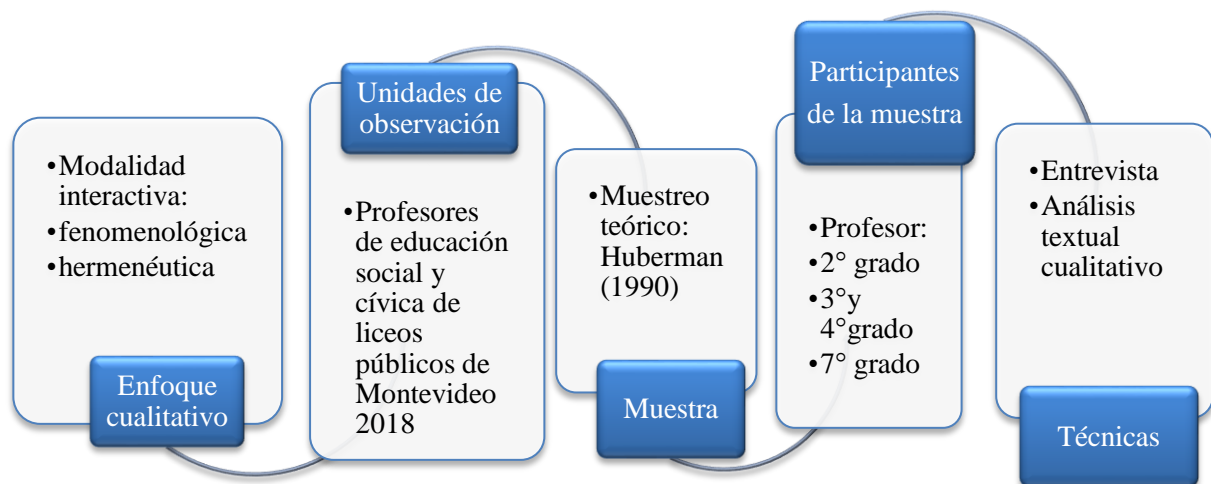 •Modalidad
interactiva:
•fenomenológica
•hermenéutica
Enfoque
cualitativo
Unidades de
observación
•Profesores
de educación
social y
cívica de
liceos
públicos de
Montevideo
2018
•Muestreo
teórico:
Huberman
(1990)
Muestra
Participantes
de la muestra
•Profesor:
•2° grado
•3°y
4°grado
•7° grado
•Entrevista
•Análisis
textual
cualitativo
Técnicas